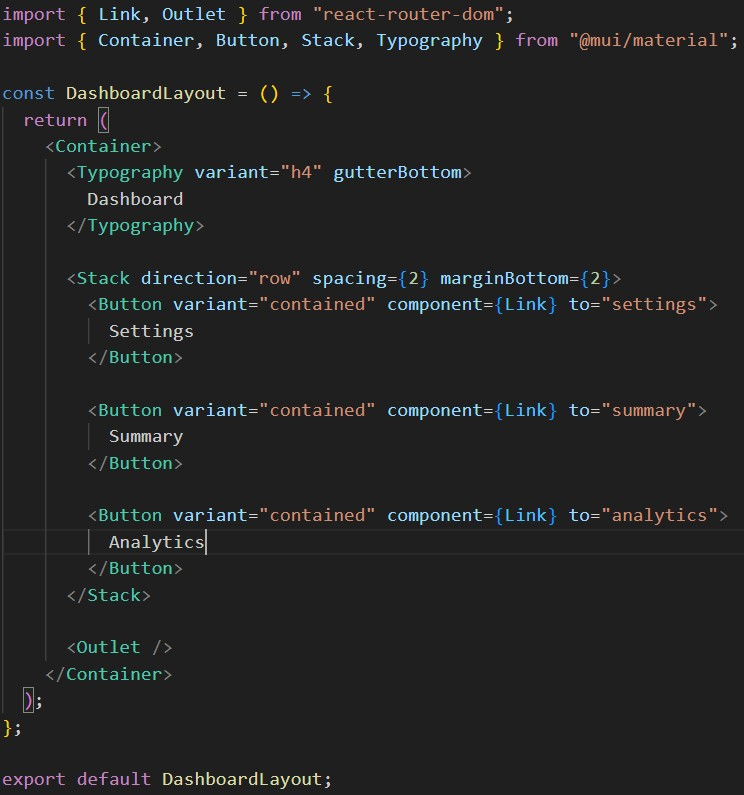 import { Link, Outlet } from "react-router-dom";
import { Container, Button, Stack, Typography } from "@mui/material";

const DashboardLayout = () => {
  return (
    <Container>
      <Typography variant="h4" gutterBottom>
        Dashboard
      </Typography>

      <Stack direction="row" spacing={2} marginBottom={2}>
        <Button variant="contained" component={Link} to="settings">
          Settings
        </Button>

        <Button variant="contained" component={Link} to="summary">
          Summary
        </Button>

        <Button variant="contained" component={Link} to="analytics">
          Analytics
        </Button>
      </Stack>

      <Outlet />
    </Container>
  );
};

export default DashboardLayout;